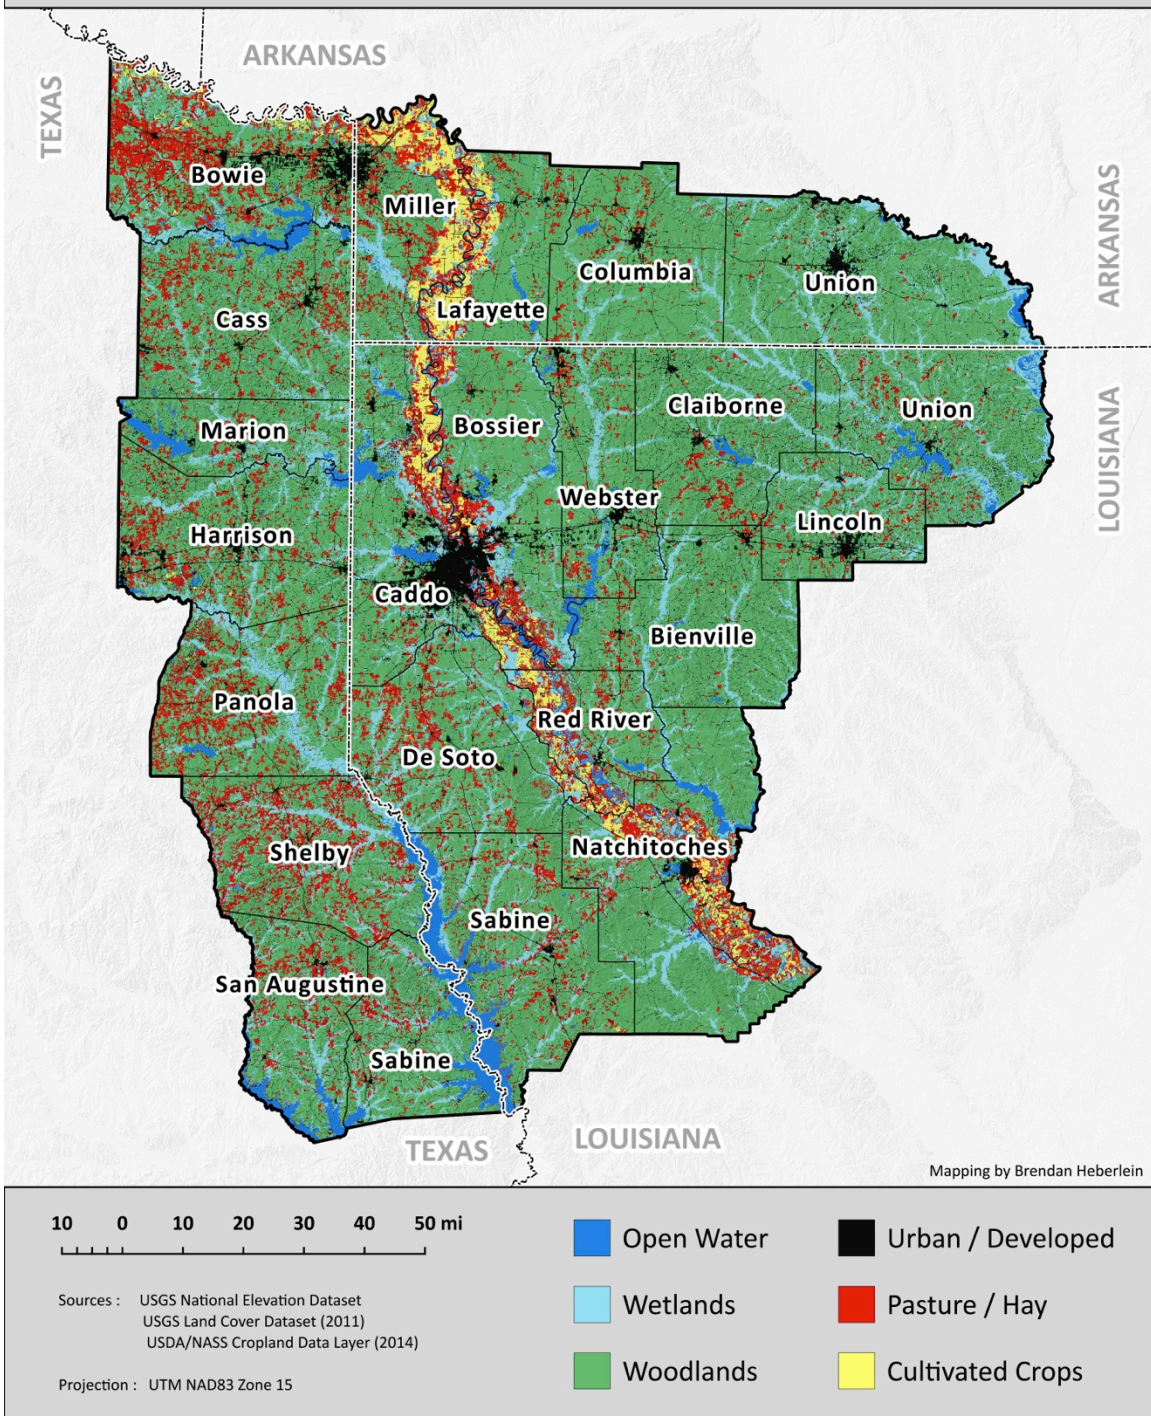 ARKANSAS
TEXAS
ARKANSAS
Bowie
Miller
Columbia
Union
Lafayette
Cass
LOUISIANA
Claiborne
Union
Marion
Bossier
Webster
Lincoln
Harrison
Caddo
Bienville
Panola
Red River
De Soto
Natchitoches
Shelby
Sabine
San Augustine
Sabine
TEXAS
LOUISIANA
Mapping by Brendan Heberlein
10 0 10 20 30 40 50 mi
Sources : USGS National Elevation Dataset
USGS Land Cover Dataset (2011)
USDA/NASS Cropland Data Layer (2014)
Projection : UTM NAD83 Zone 15
Open Water
Wetlands
Woodlands
Urban / Developed
Pasture / Hay
Cultivated Crops